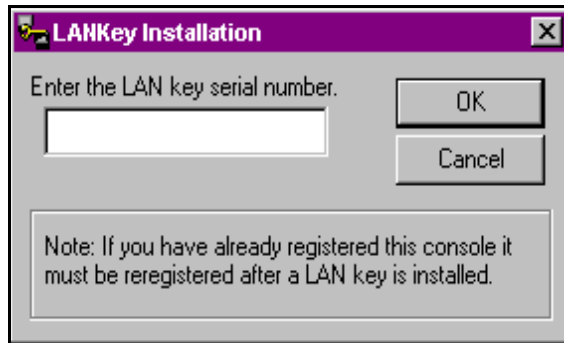 LANKey Installation
Enter the LAN key serial number.
OK
Cancel
Note: If you have already registered this console it
must be reregistered after a LAN key is installed.